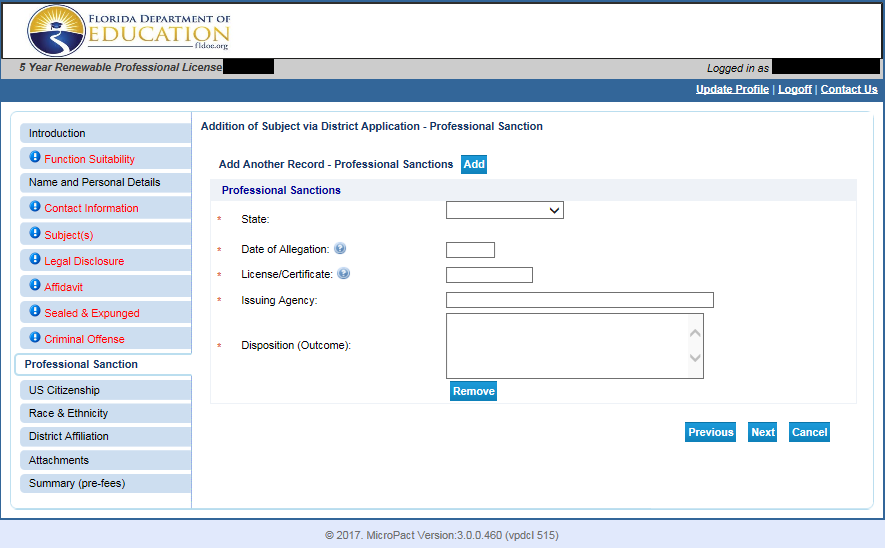 FLORIDA DEPARTMENT OF
EDUCATION
fldoe.org
5 Year Renewable Professional License
Logged in as
Update Profile | Logoff | Contact Us
Introduction
Function Suitability
Name and Personal Details
Contact Information
Subject(s)
Legal Disclosure
Affidavit
Sealed & Expunged
Criminal Offense
Professional Sanction
US Citizenship
Race & Ethnicity
District Affiliation
Attachments
Summary (pre-fees)
Addition of Subject via District Application - Professional Sanction
Add Another Record - Professional Sanctions Add
Professional Sanctions
* State:
* Date of Allegation: ?
* License/Certificate: ?
* Issuing Agency:
* Disposition (Outcome):
Remove
Previous Next Cancel
© 2017. MicroPact Version:3.0.0.460 (vpdcl 515)